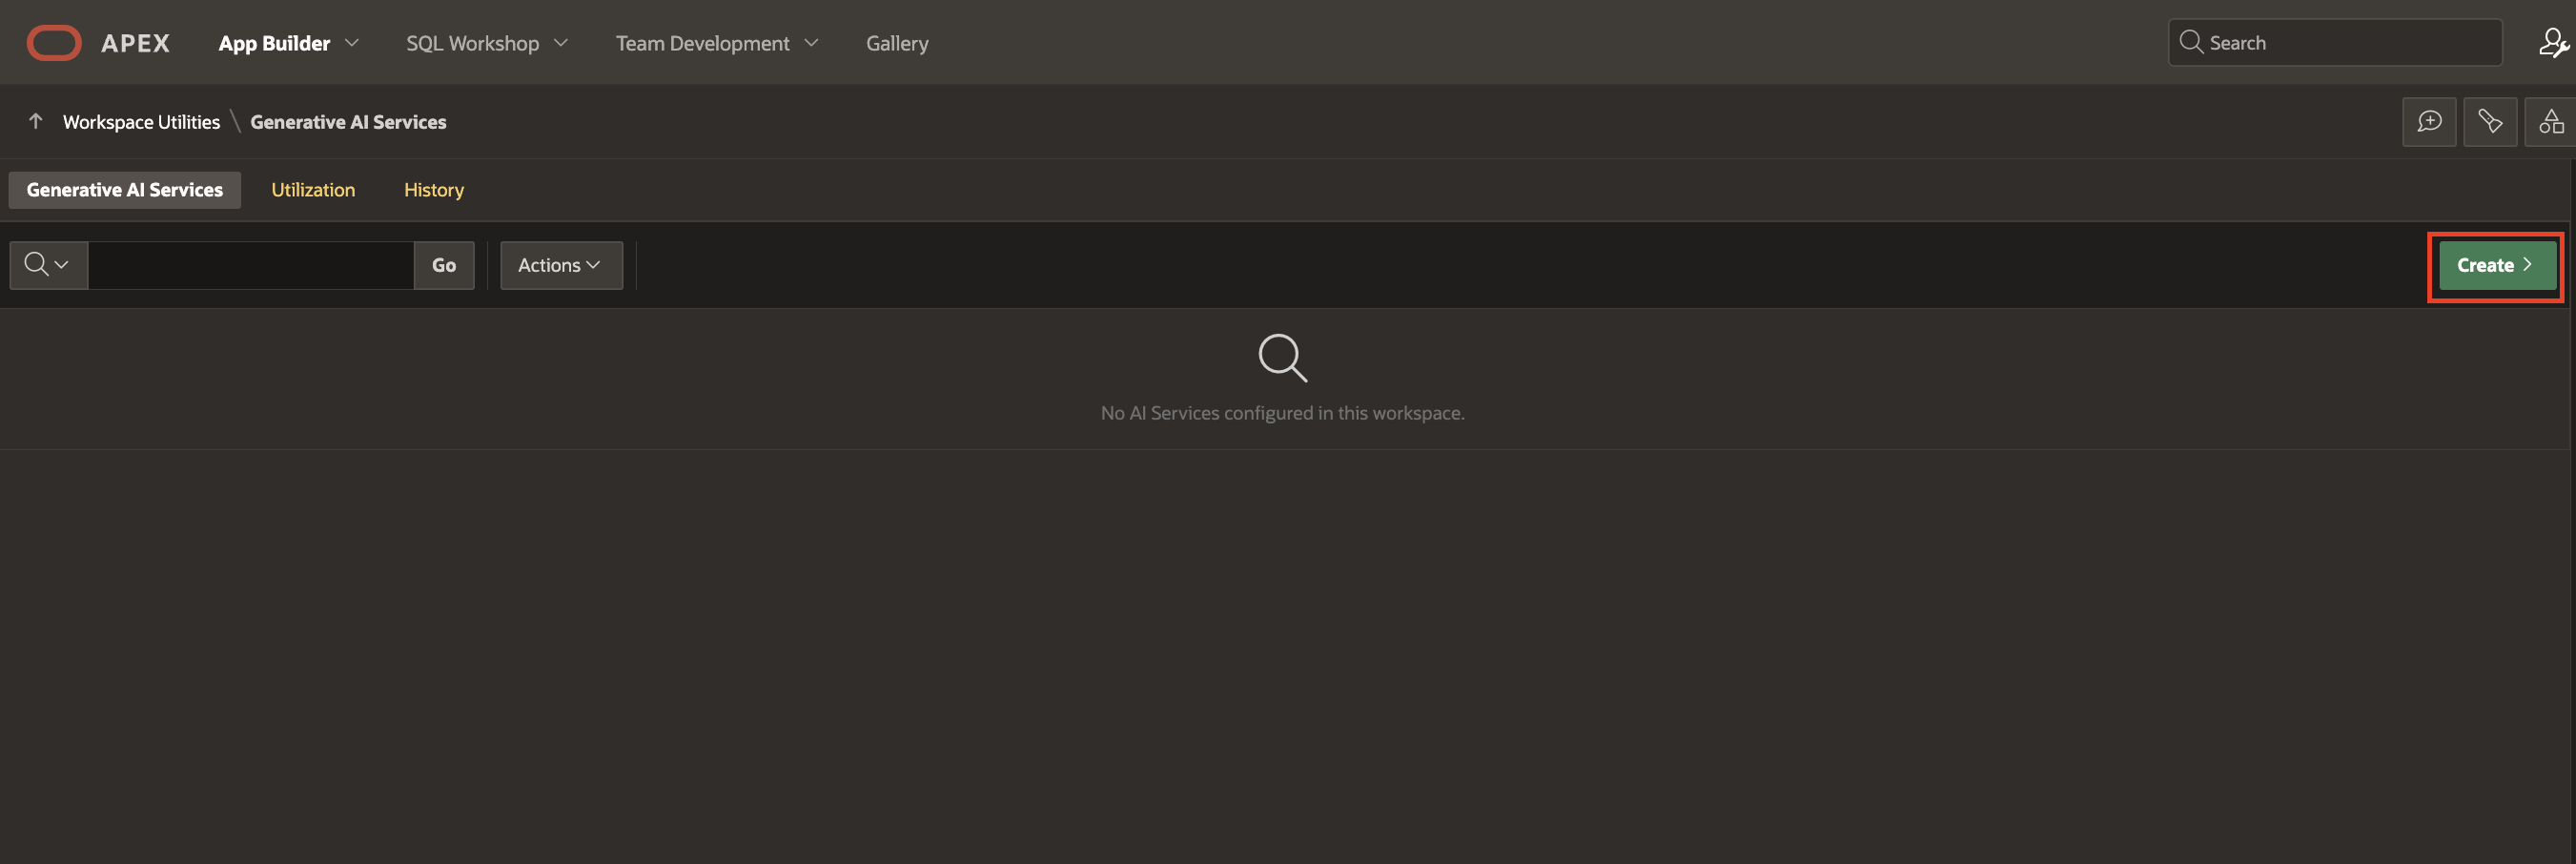 APEX App Builder SQL Workshop Team Development Gallery Search
Workspace Utilities \ Generative AI Services
Generative AI Services Utilization History
Go Actions Create
No AI Services configured in this workspace.